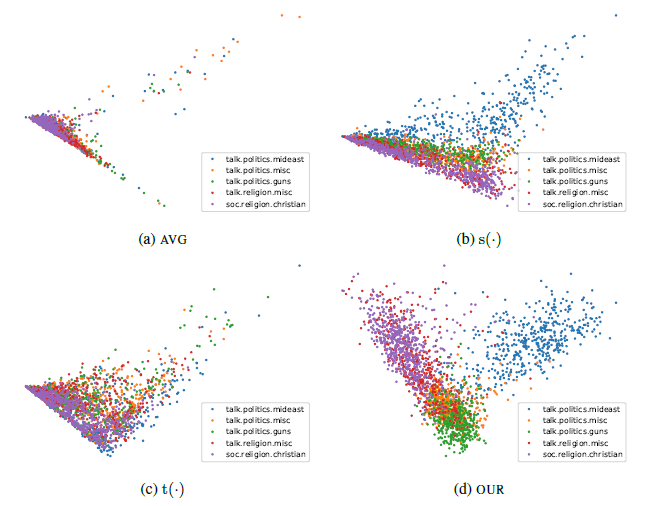 talk.politics.mideast
talk.politics.misc
talk.politics.guns
talk.religion.misc
soc.religion.christian
(a) AVG
talk.politics.mideast
talk.politics.misc
talk.politics.guns
talk.religion.misc
soc.religion.christian
(b) s(·)
talk.politics.mideast
talk.politics.misc
talk.politics.guns
talk.religion.misc
soc.religion.christian
(c) t(·)
talk.politics.mideast
talk.politics.misc
talk.politics.guns
talk.religion.misc
soc.religion.christian
(d) OUR